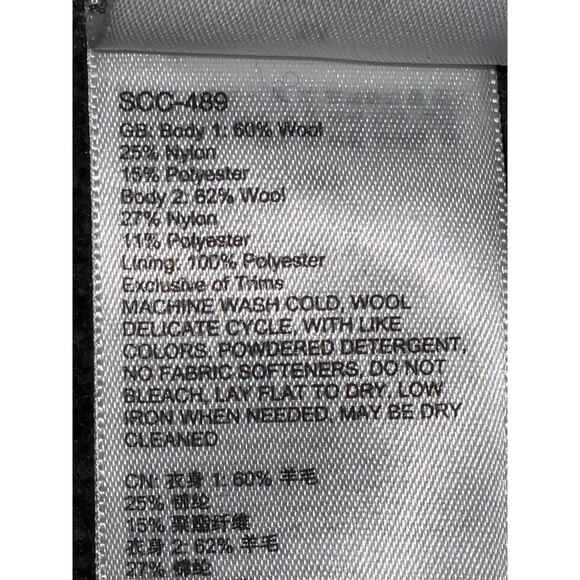 SCC-489
GB: Body 1: 60% Wool
25% Nylon
15% Polyester
Body 2: 62% Wool
27% Nylon
11% Polyester
Lining: 100% Polyester
Exclusive of Trims
MACHINE WASH COLD, WOOL
DELICATE CYCLE, WITH LIKE
COLORS. POWDERED DETERGENT,
NO FABRIC SOFTENERS, DO NOT
BLEACH, LAY FLAT TO DRY, LOW
IRON WHEN NEEDED, MAY BE DRY
CLEANED
CN: 衣身 1: 60% 羊毛
25% 锦纶
15% 聚酯纤维
衣身 2: 62% 羊毛
27% 锦纶